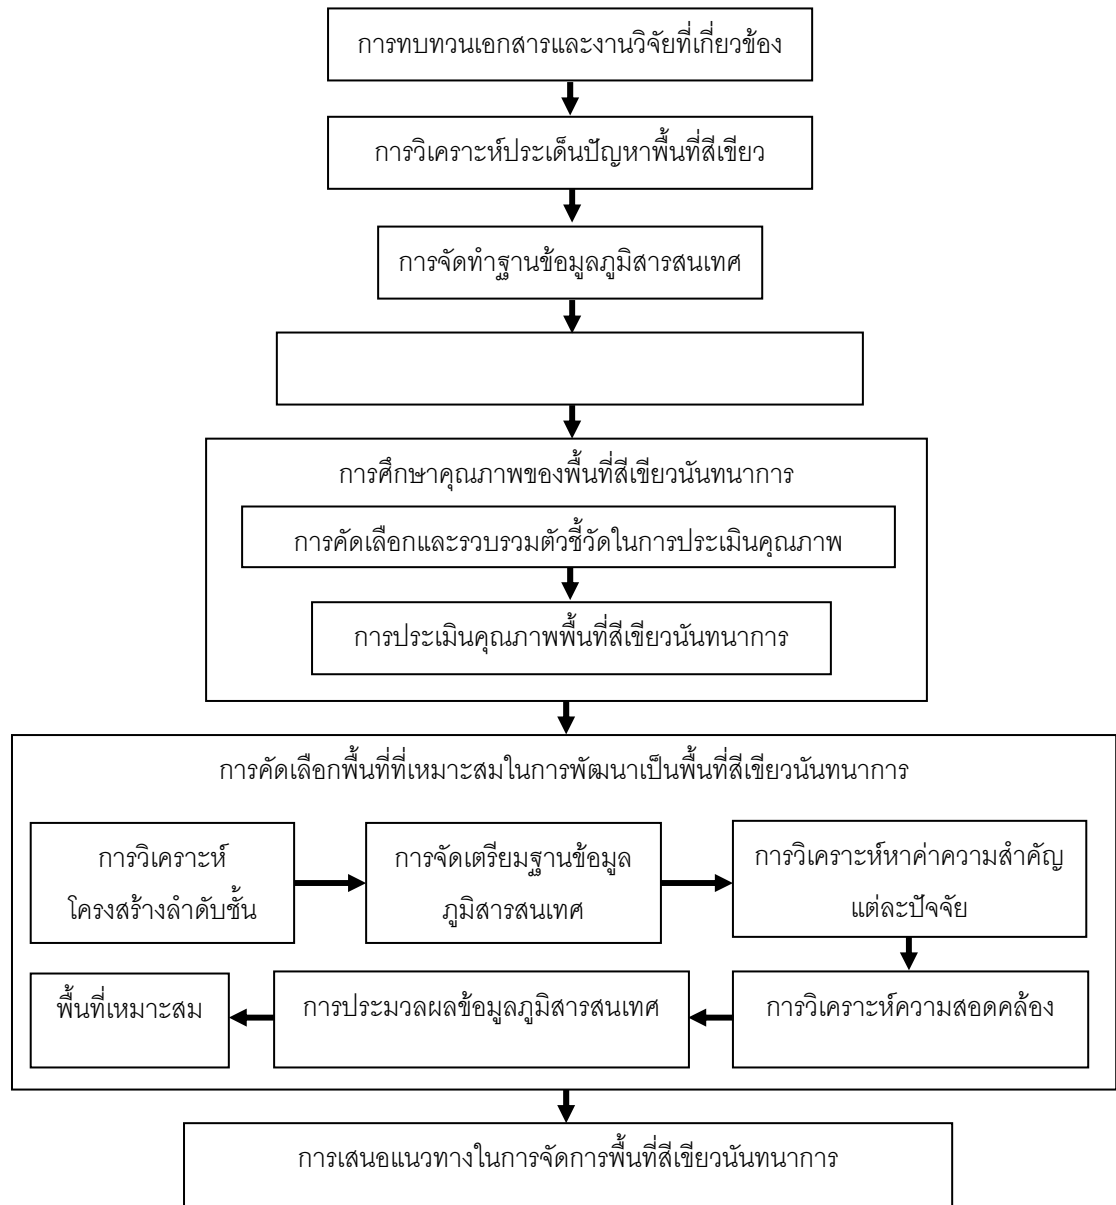 การทบทวนเอกสารและงานวิจัยที่เกี่ยวข้อง
การวิเคราะห์ประเด็นปัญหาพื้นที่สีเขียว
การจัดทำฐานข้อมูลภูมิสารสนเทศ
การศึกษาคุณภาพของพื้นที่สีเขียวนันทนาการ
การคัดเลือกและรวบรวมตัวชี้วัดในการประเมินคุณภาพ
การประเมินคุณภาพพื้นที่สีเขียวนันทนาการ
การคัดเลือกพื้นที่ที่เหมาะสมในการพัฒนาเป็นพื้นที่สีเขียวนันทนาการ
การวิเคราะห์
โครงสร้างลำดับชั้น
การจัดเตรียมฐานข้อมูล
ภูมิสารสนเทศ
การวิเคราะห์หาค่าความสำคัญ
แต่ละปัจจัย
การวิเคราะห์ความสอดคล้อง
การประมวลผลข้อมูลภูมิสารสนเทศ
พื้นที่เหมาะสม
การเสนอแนวทางในการจัดการพื้นที่สีเขียวนันทนาการ